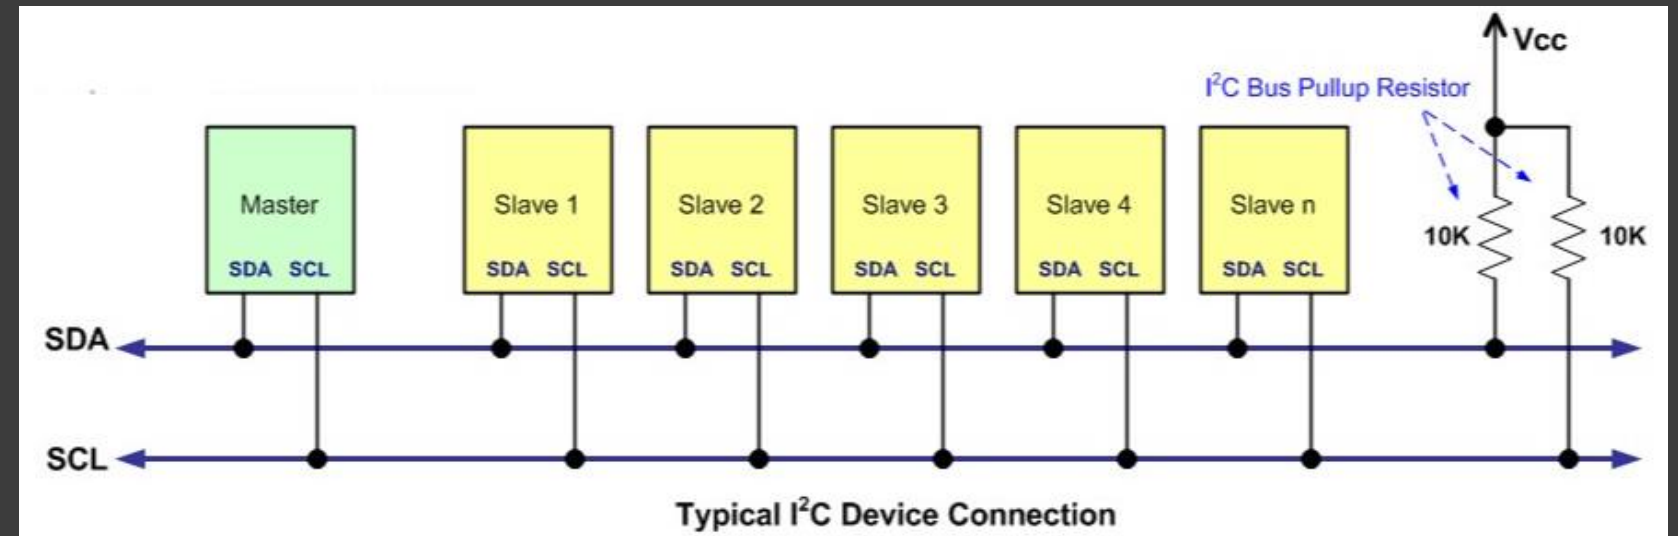 Vcc
I²C Bus Pullup Resistor
Master
Slave 1
Slave 2
Slave 3
Slave 4
Slave n
10K
10K
SDA SCL
SDA SCL
SDA SCL
SDA SCL
SDA SCL
SDA SCL
SDA
SCL
Typical I²C Device Connection